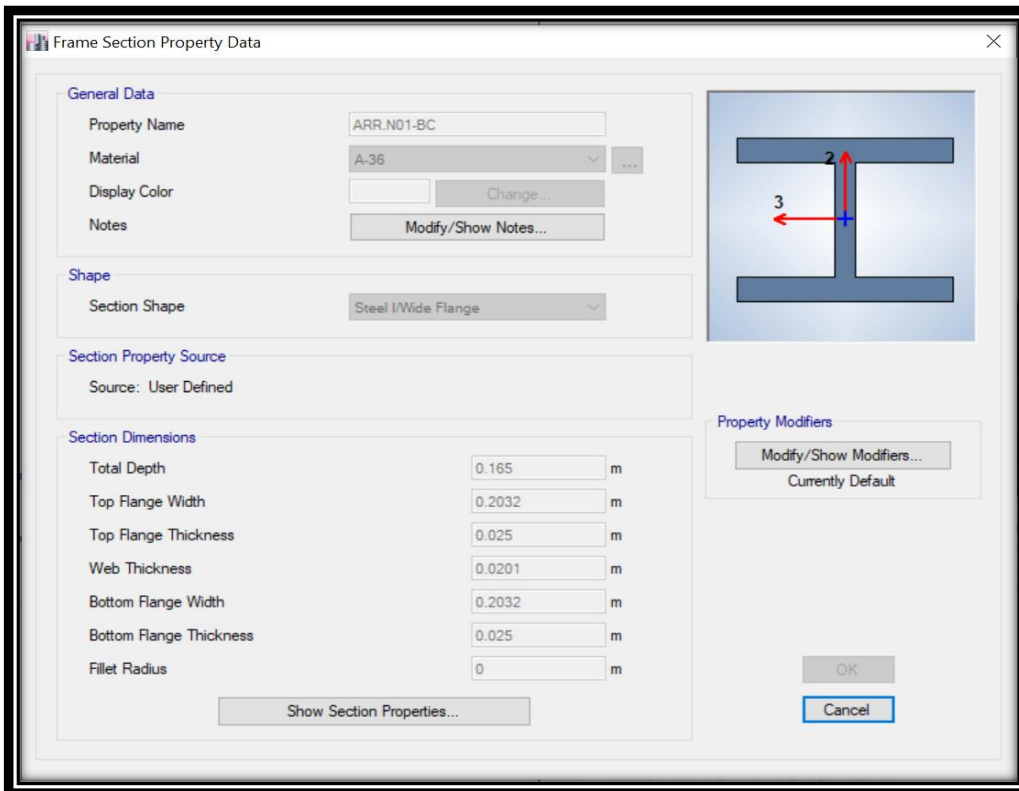 Frame Section Property Data
General Data
Property Name ARR.N01-BC
Material A-36 ...
Display Color Change...
Notes Modify/Show Notes...
2
3
Shape
Section Shape Steel I/Wide Flange
Section Property Source
Source: User Defined
Property Modifiers
Modify/Show Modifiers...
Currently Default
Section Dimensions
Total Depth 0.165 m
Top Flange Width 0.2032 m
Top Flange Thickness 0.025 m
Web Thickness 0.0201 m
Bottom Flange Width 0.2032 m
Bottom Flange Thickness 0.025 m
Fillet Radius 0 m
Show Section Properties...
OK
Cancel